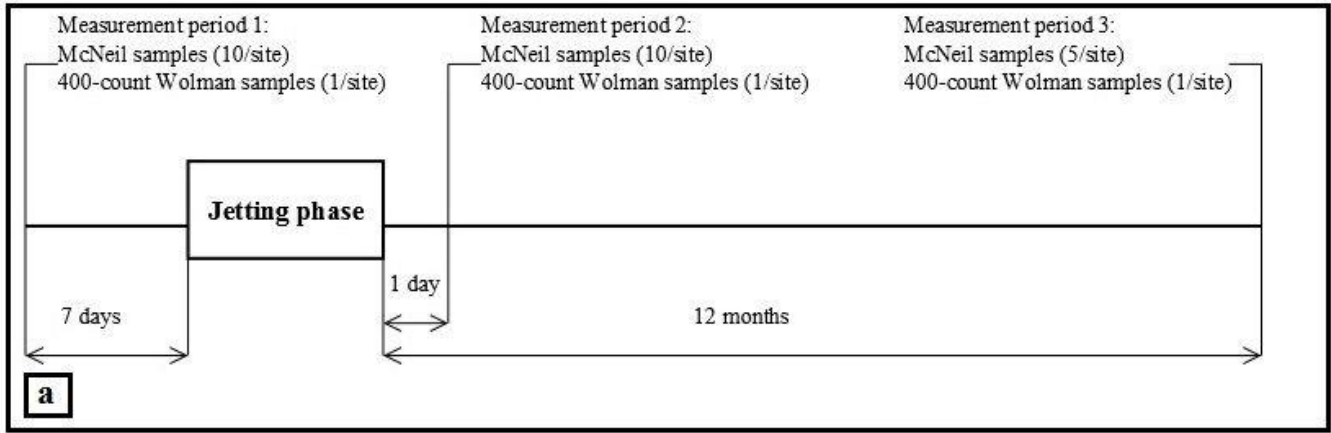 Measurement period 1:
McNeil samples (10/site)
400-count Wolman samples (1/site)
Measurement period 2:
McNeil samples (10/site)
400-count Wolman samples (1/site)
Measurement period 3:
McNeil samples (5/site)
400-count Wolman samples (1/site)
Jetting phase
1 day
7 days
12 months
a